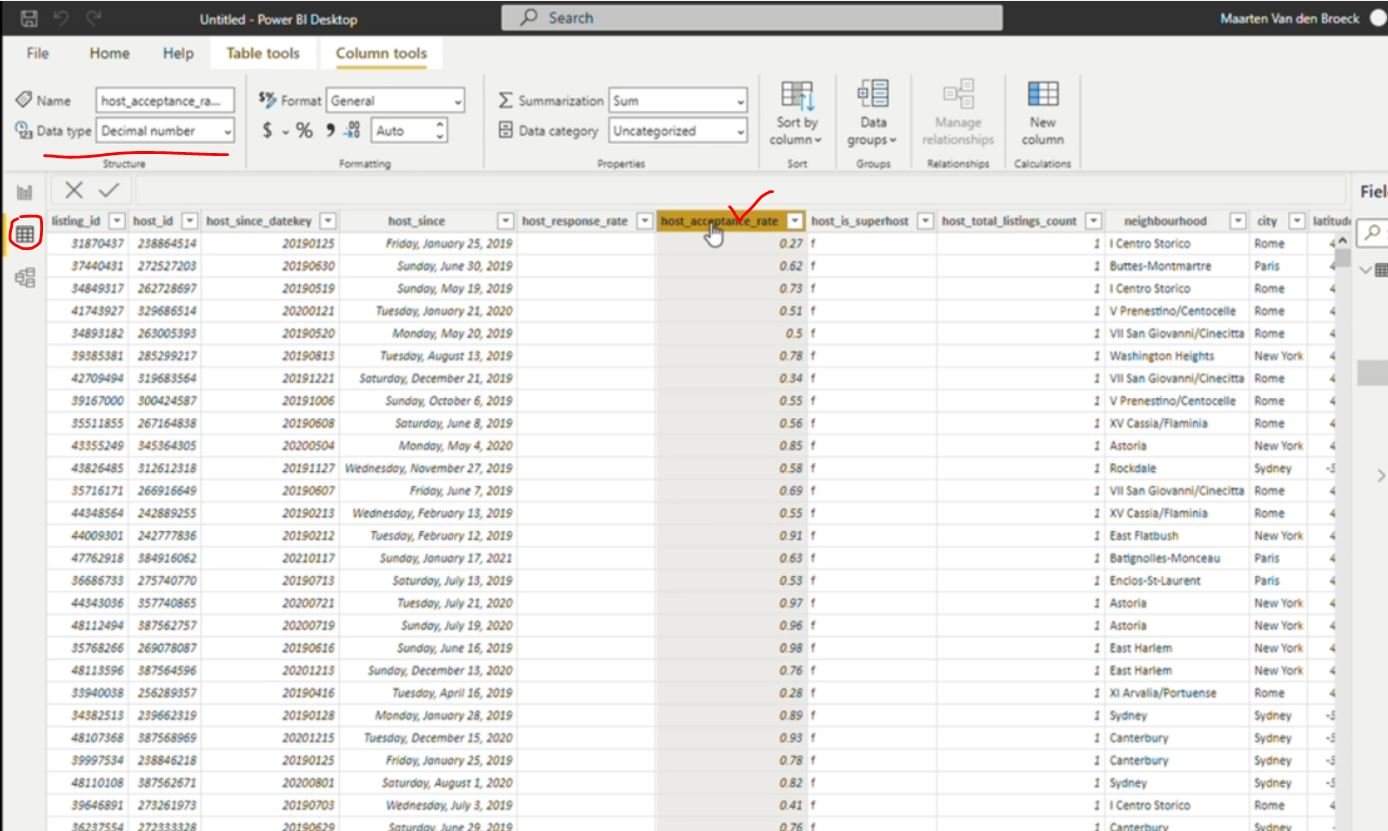 Untitled - Power BI Desktop Search Maarten Van den Broeck
File Home Help Table tools Column tools
Name host_acceptance_ra... Format General Summarization Sum Sort by column Data groups Manage relationships New column
Data type Decimal number $ % Auto Data category Uncategorized
Structure Formatting Properties Sort Groups Relationships Calculations
Fiel
listing_id host_id host_since_datekey host_since host_response_rate host_acceptance_rate host_is_superhost host_total_listings_count neighbourhood city latitude
31870437 238864514 20190125 Friday, January 25, 2019 0.27 f 1 I Centro Storico Rome 4
37440431 272527203 20190630 Sunday, June 30, 2019 0.62 f 1 Buttes-Montmartre Paris 4
34849317 262728697 20190519 Sunday, May 19, 2019 0.73 f 1 I Centro Storico Rome 4
41743927 329686514 20200121 Tuesday, January 21, 2020 0.51 f 1 V Prenestino/Centocelle Rome 4
34893182 263005393 20190520 Monday, May 20, 2019 0.5 f 1 VII San Giovanni/Cinecitta Rome 4
39385381 285299217 20190813 Tuesday, August 13, 2019 0.78 f 1 Washington Heights New York 4
42709494 319683564 20191221 Saturday, December 21, 2019 0.34 f 1 VII San Giovanni/Cinecitta Rome 4
39167000 300424587 20191006 Sunday, October 6, 2019 0.55 f 1 V Prenestino/Centocelle Rome 4
35511855 267164838 20190608 Saturday, June 8, 2019 0.56 f 1 XV Cassia/Flaminia Rome 4
43355249 345364305 20200504 Monday, May 4, 2020 0.85 f 1 Astoria New York 4
43826485 312612318 20191127 Wednesday, November 27, 2019 0.58 f 1 Rockdale Sydney -3
35716171 266916649 20190607 Friday, June 7, 2019 0.69 f 1 VII San Giovanni/Cinecitta Rome 4
44348564 242889255 20190213 Wednesday, February 13, 2019 0.55 f 1 XV Cassia/Flaminia Rome 4
44009301 242777836 20190212 Tuesday, February 12, 2019 0.91 f 1 East Flatbush New York 4
47762918 384916062 20210117 Sunday, January 17, 2021 0.63 f 1 Batignolles-Monceau Paris 4
36686733 275740770 20190713 Saturday, July 13, 2019 0.53 f 1 Enclos-St-Laurent Paris 4
44343036 357740865 20200721 Tuesday, July 21, 2020 0.97 f 1 Astoria New York 4
48112494 387562757 20200719 Sunday, July 19, 2020 0.96 f 1 Astoria New York 4
35768266 269078087 20190616 Sunday, June 16, 2019 0.98 f 1 East Harlem New York 4
48113596 387564596 20201213 Sunday, December 13, 2020 0.76 f 1 East Harlem New York 4
33940038 256289357 20190416 Tuesday, April 16, 2019 0.28 f 1 XI Arvalia/Portuense Rome 4
34382513 239662319 20190128 Monday, January 28, 2019 0.89 f 1 Sydney Sydney -3
48107368 387568969 20201215 Tuesday, December 15, 2020 0.93 f 1 Canterbury Sydney -3
39997534 238846218 20190125 Friday, January 25, 2019 0.78 f 1 Canterbury Sydney -3
48110108 387562671 20200801 Saturday, August 1, 2020 0.82 f 1 Sydney Sydney -3
39646891 273261973 20190703 Wednesday, July 3, 2019 0.41 f 1 I Centro Storico Rome 4
36237554 272333328 20190629 Saturday, June 29, 2019 0.76 f 1 Canterbury Sydney